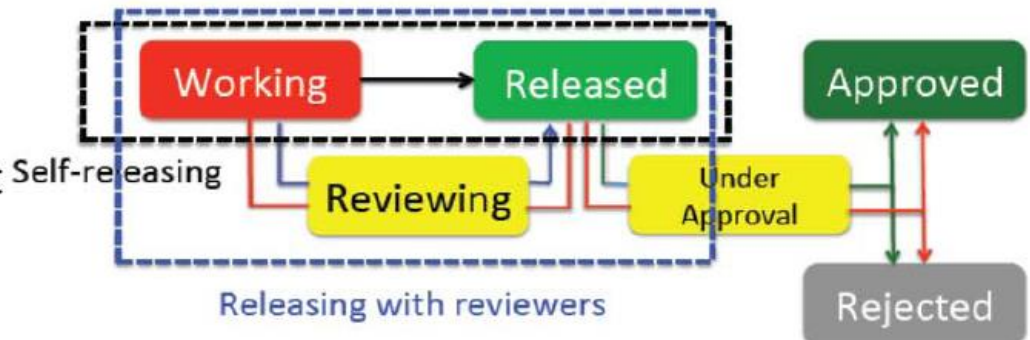 Working
Released
Approved
Self-releasing
Reviewing
Under
Approval
Releasing with reviewers
Rejected